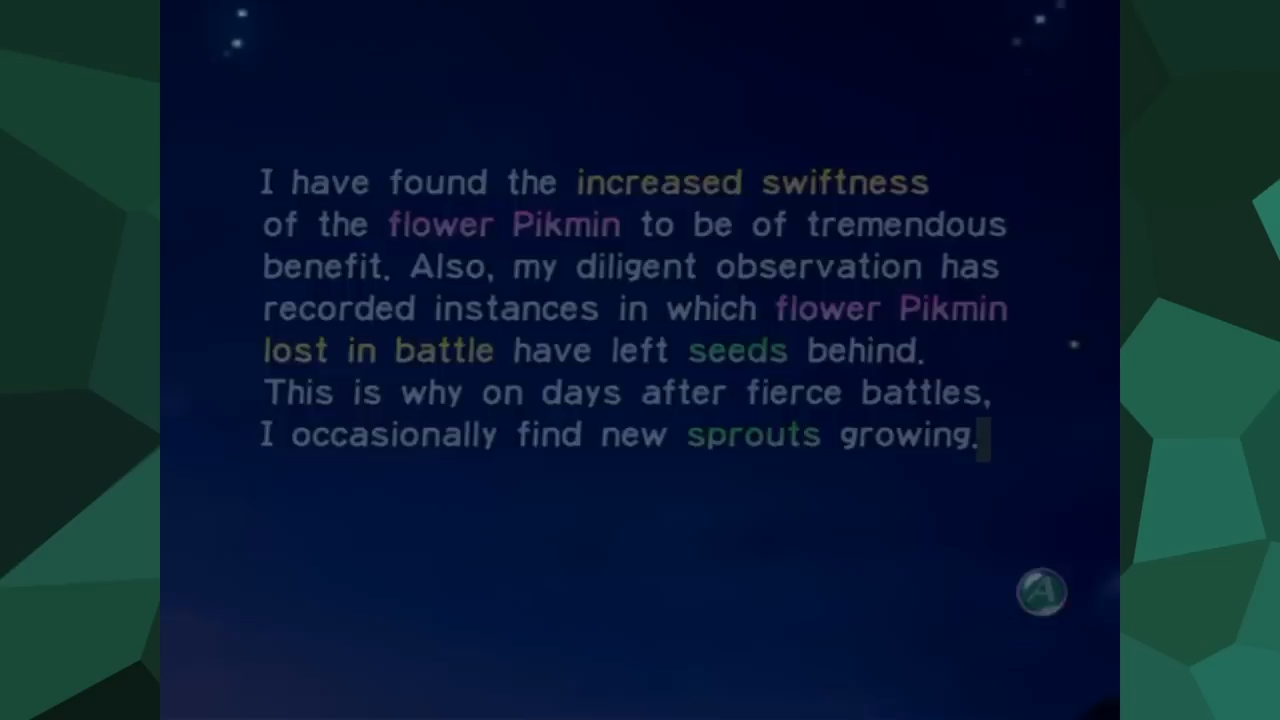 I have found the increased swiftness
of the flower Pikmin to be of tremendous
benefit. Also, my diligent observation has
recorded instances in which flower Pikmin
lost in battle have left seeds behind.
This is why on days after fierce battles,
I occasionally find new sprouts growing.
A